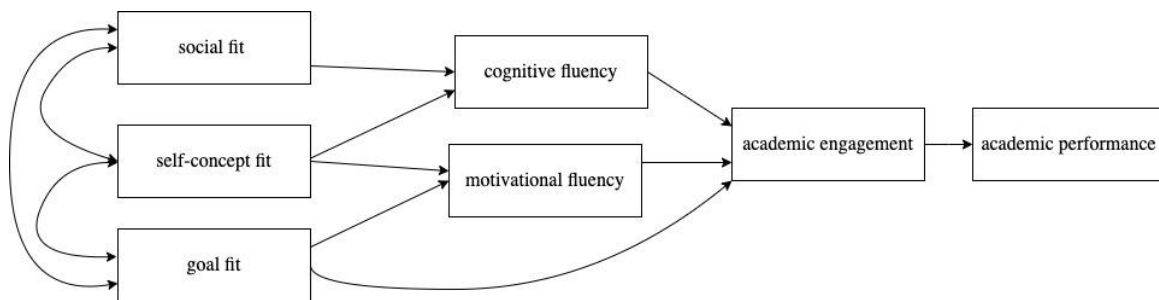 social fit
cognitive fluency
self-concept fit
motivational fluency
academic engagement
academic performance
goal fit